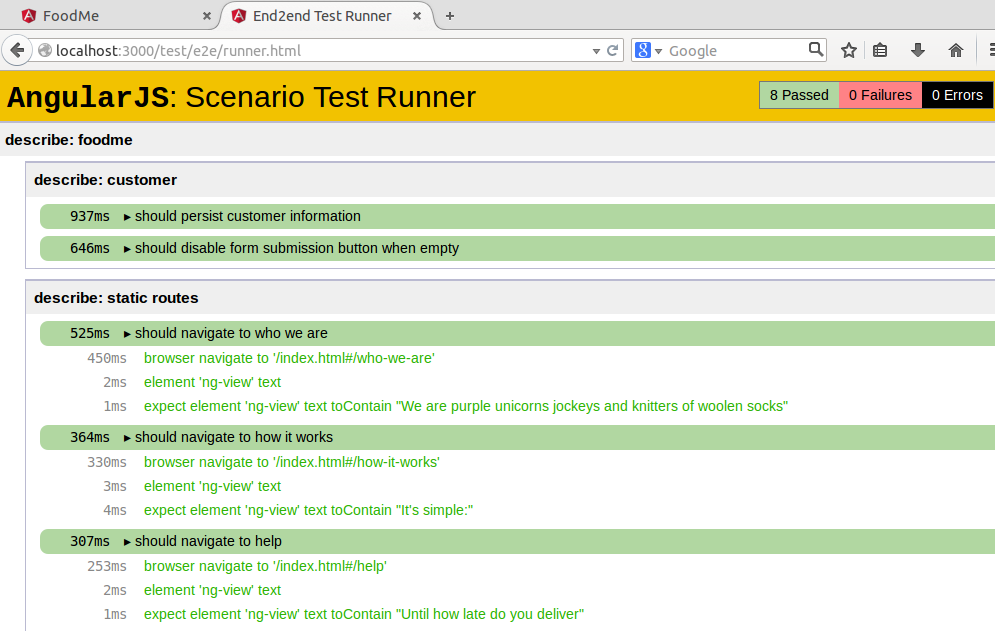 FoodMe × End2end Test Runner × +
localhost:3000/test/e2e/runner.html 8 Google
AngularJS: Scenario Test Runner 8 Passed 0 Failures 0 Errors
describe: foodme
describe: customer
937ms ▸ should persist customer information
646ms ▸ should disable form submission button when empty
describe: static routes
525ms ▸ should navigate to who we are
450ms browser navigate to '/index.html#/who-we-are'
2ms element 'ng-view' text
1ms expect element 'ng-view' text toContain "We are purple unicorns jockeys and knitters of woolen socks"
364ms ▸ should navigate to how it works
330ms browser navigate to '/index.html#/how-it-works'
3ms element 'ng-view' text
4ms expect element 'ng-view' text toContain "It's simple:"
307ms ▸ should navigate to help
253ms browser navigate to '/index.html#/help'
2ms element 'ng-view' text
1ms expect element 'ng-view' text toContain "Until how late do you deliver"